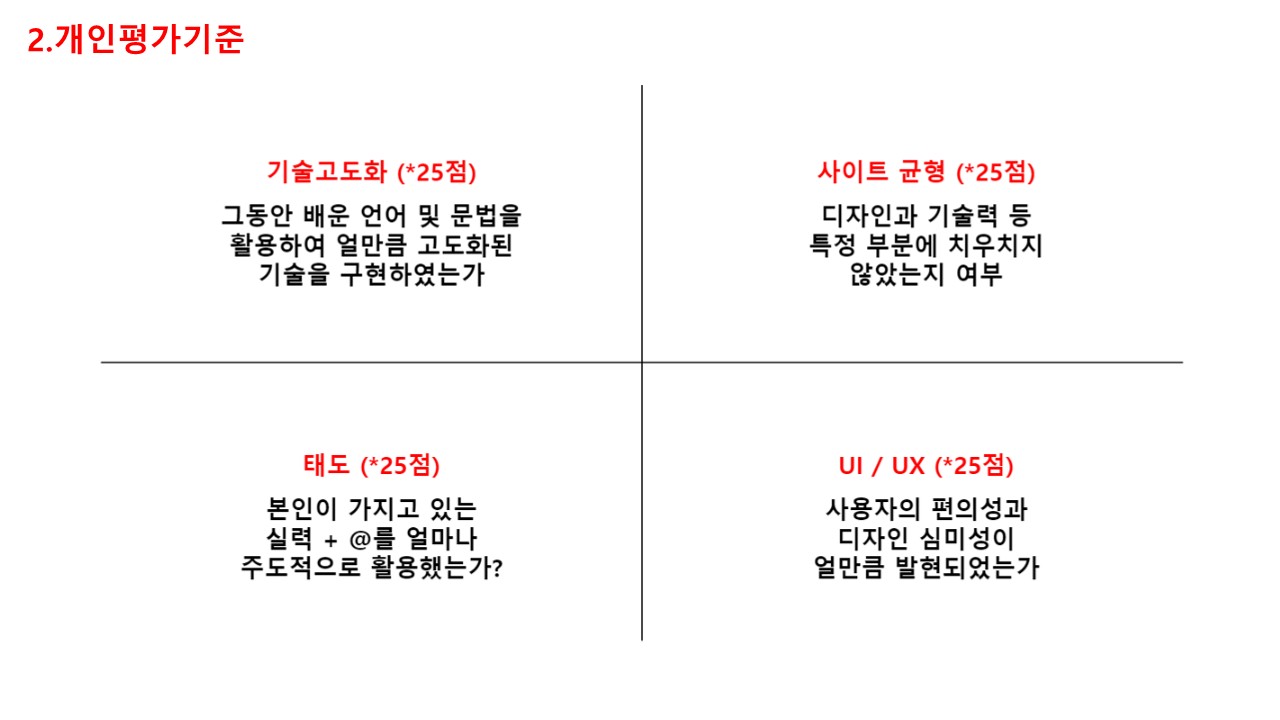 2.개인평가기준
기술고도화 (*25점)
그동안 배운 언어 및 문법을
활용하여 얼만큼 고도화된
기술을 구현하였는가
사이트 균형 (*25점)
디자인과 기술력 등
특정 부분에 치우치지
않았는지 여부
태도 (*25점)
본인이 가지고 있는
실력 + @를 얼마나
주도적으로 활용했는가?
UI / UX (*25점)
사용자의 편의성과
디자인 심미성이
얼만큼 발현되었는가